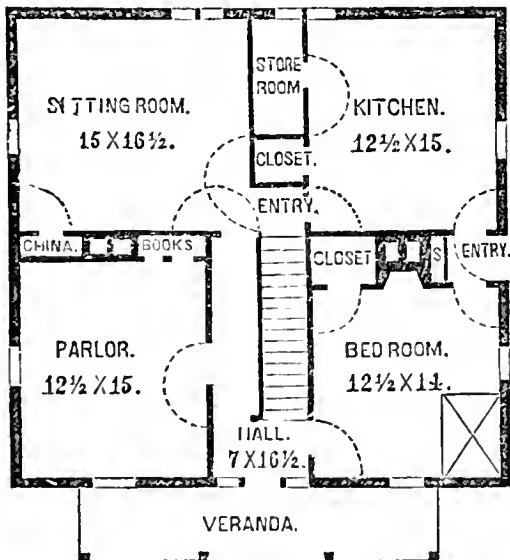 SITTING ROOM.
15 X 16½.
STORE
ROOM
KITCHEN.
12½ X 15.
CLOSET.
ENTRY.
CHINA.
S
BOOKS
CLOSET
S
S
ENTRY.
PARLOR.
12½ X 15.
BED ROOM.
12½ X 14.
HALL.
7 X 16½.
VERANDA.